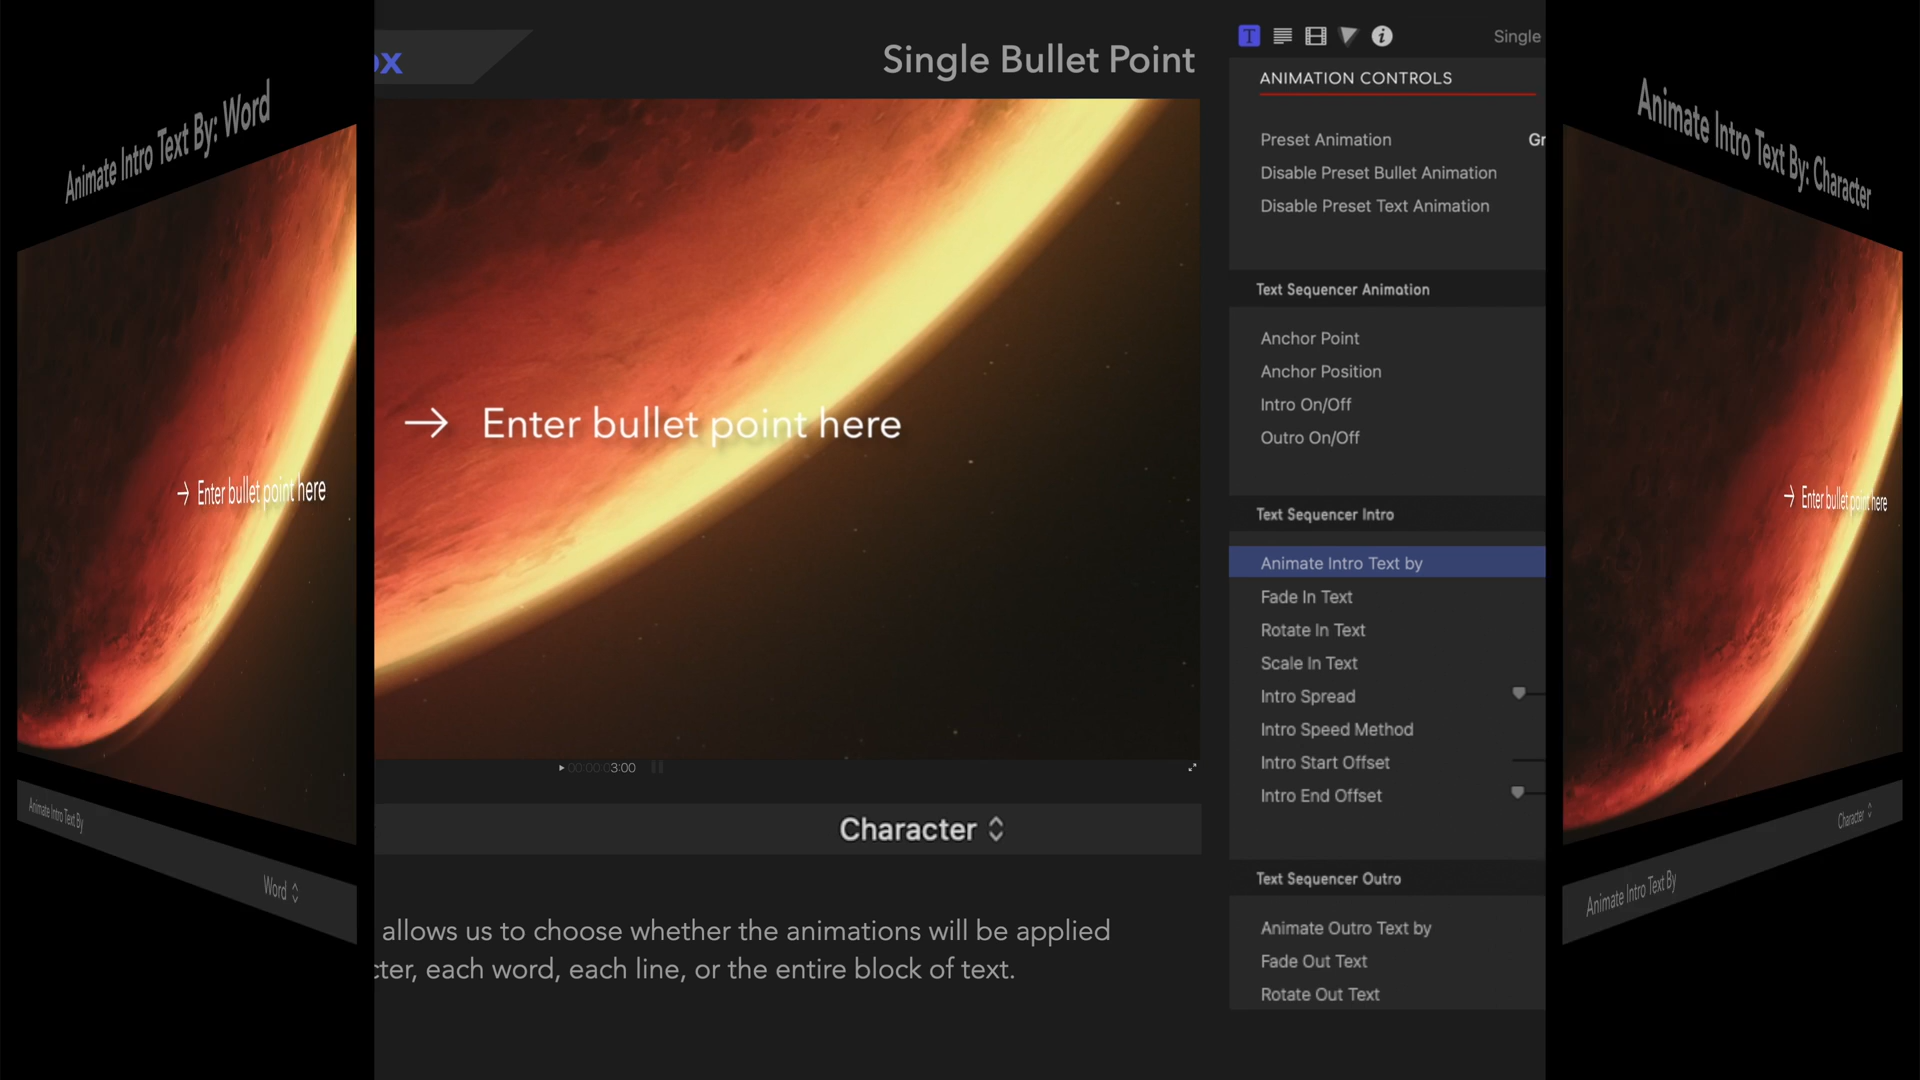 Animate Intro Text By: Word
→ Enter bullet point here
Animate Intro Text By
Word
ox
Single Bullet Point
→ Enter bullet point here
00:00:03:00
Character
allows us to choose whether the animations will be applied
cter, each word, each line, or the entire block of text.
Single
ANIMATION CONTROLS
Preset Animation Gr
Disable Preset Bullet Animation
Disable Preset Text Animation
Text Sequencer Animation
Anchor Point
Anchor Position
Intro On/Off
Outro On/Off
Text Sequencer Intro
Animate Intro Text by
Fade In Text
Rotate In Text
Scale In Text
Intro Spread
Intro Speed Method
Intro Start Offset
Intro End Offset
Text Sequencer Outro
Animate Outro Text by
Fade Out Text
Rotate Out Text
Animate Intro Text By: Character
→ Enter bullet point here
Animate Intro Text By
Character